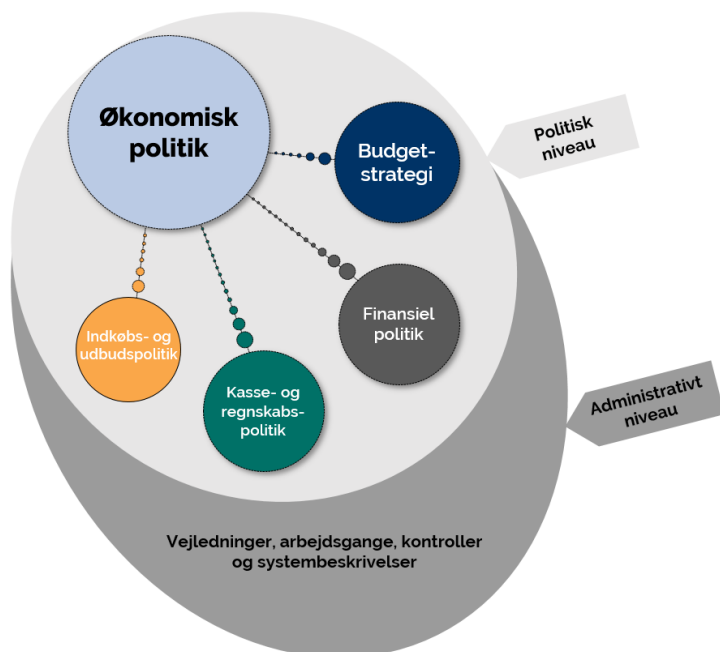 Økonomisk
politik
Budget-
strategi
Politisk
niveau
Finansiel
politik
Indkøbs- og
udbudspolitik
Kasse- og
regnskabs-
politik
Administrativt
niveau
Vejledninger, arbejdsgange, kontroller
og systembeskrivelser